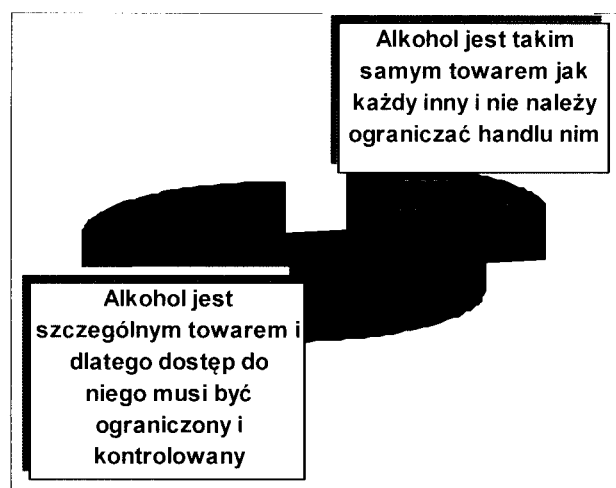 Alkohol jest takim
samym towarem jak
każdy inny i nie należy
ograniczać handlu nim
Alkohol jest
szczególnym towarem i
dlatego dostęp do
niego musi być
ograniczony i
kontrolowany